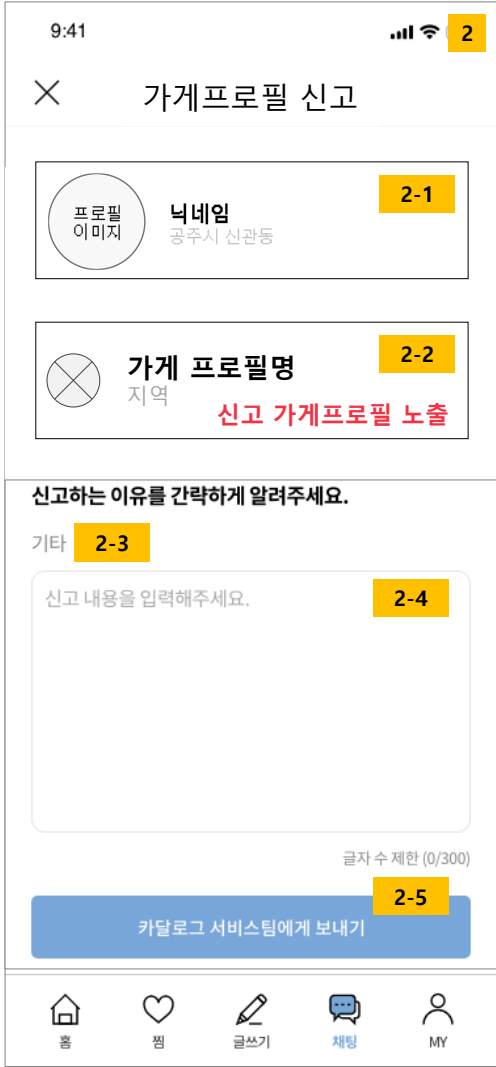 9:41
2
가게프로필 신고
2-1
프로필
이미지
닉네임
공주시 신관동
2-2
가게 프로필명
지역
신고 가게프로필 노출
신고하는 이유를 간략하게 알려주세요.
기타 2-3
신고 내용을 입력해주세요. 2-4
글자 수 제한 (0/300)
2-5
카달로그 서비스팀에게 보내기
홈 찜 글쓰기 채팅 MY